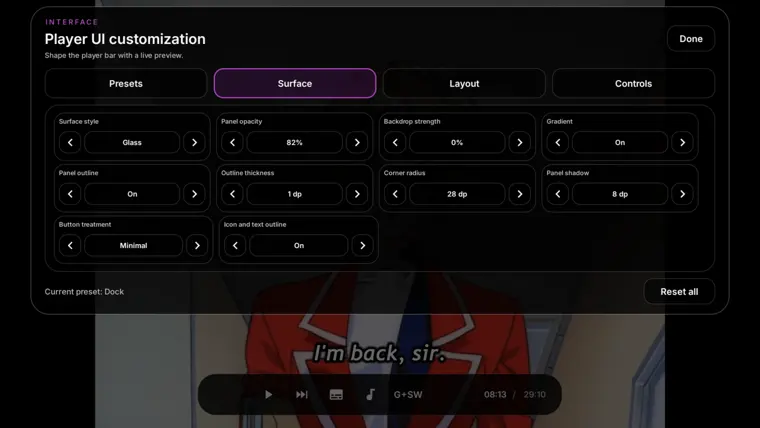 INTERFACE
Player UI customization
Shape the player bar with a live preview.
Done
Presets
Surface
Layout
Controls
Surface style
Glass
Panel opacity
82%
Backdrop strength
0%
Gradient
On
Panel outline
On
Outline thickness
1 dp
Corner radius
28 dp
Panel shadow
8 dp
Button treatment
Minimal
Icon and text outline
On
Current preset: Dock
Reset all
I'm back, sir.
G+SW
08:13 / 29:10